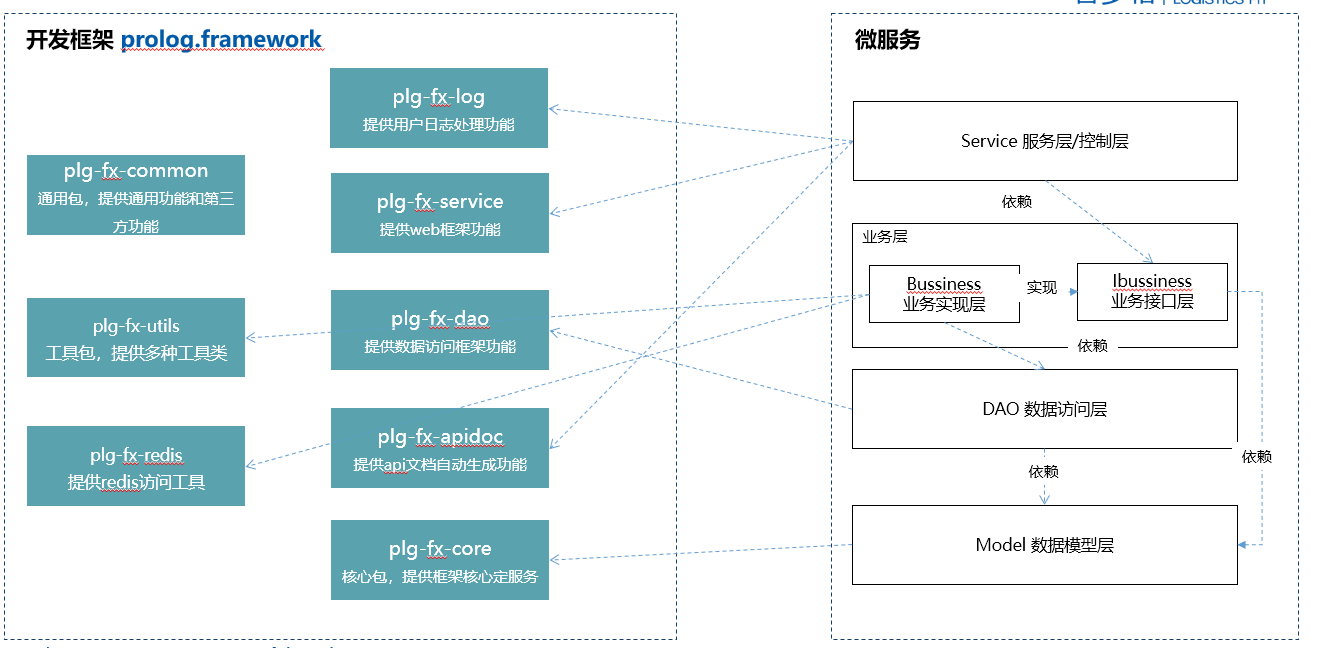 开发框架 prolog.framework
plg-fx-log
提供用户日志处理功能
plg-fx-common
通用包，提供通用功能和第三
方功能
plg-fx-service
提供web框架功能
plg-fx-utils
工具包，提供多种工具类
plg-fx-dao
提供数据访问框架功能
plg-fx-redis
提供redis访问工具
plg-fx-apidoc
提供api文档自动生成功能
plg-fx-core
核心包，提供框架核心定服务
微服务
Service 服务层/控制层
依赖
业务层
Bussiness
业务实现层
实现
Ibussiness
业务接口层
依赖
DAO 数据访问层
依赖
依赖
Model 数据模型层